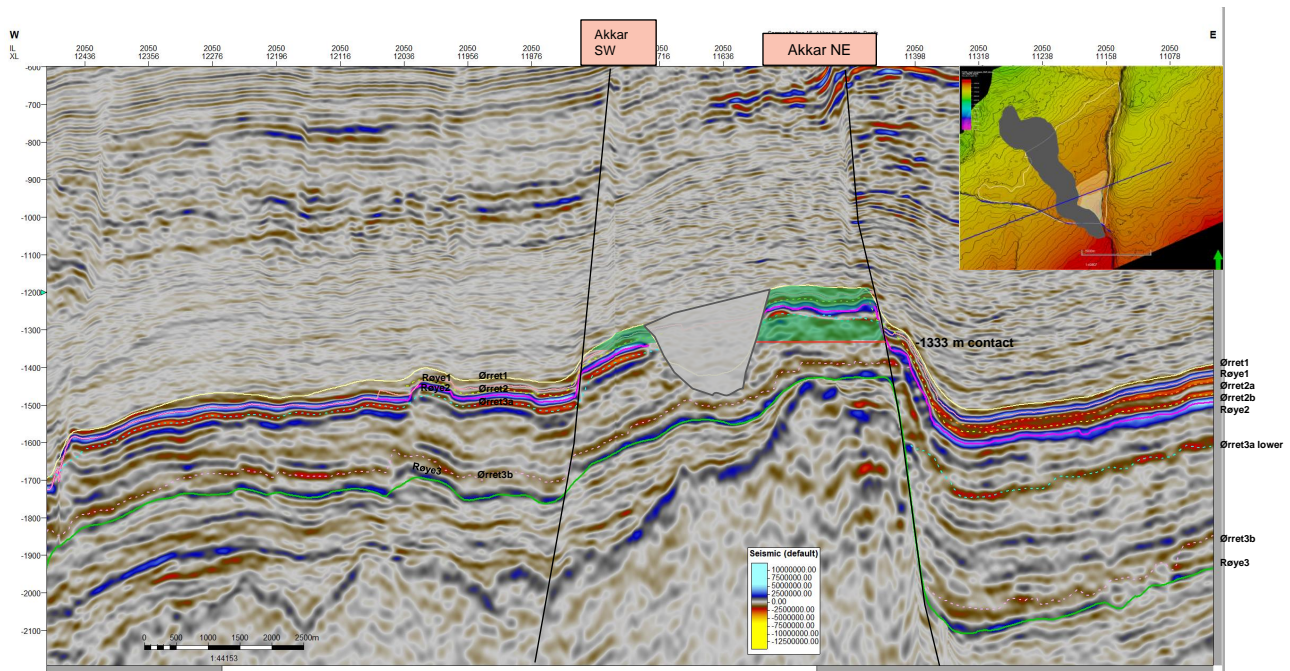 W
E
Akkar
SW
Akkar NE
IL
XL
2050 2050 2050 2050 2050 2050 2050 2050 2050 2050 2050 2050 2050 2050
12436 12356 12276 12196 12116 12036 11956 11876 11636 11398 11318 11238 11158 11078
-600
-700
-800
-900
-1000
-1100
-1200
-1300
-1400
-1500
-1600
-1700
-1800
-1900
-2000
-2100
-1333 m contact
Røye1
Røye2
Ørret1
Ørret2
Ørret3a
Røye3
Ørret3b
Ørret1
Røye1
Ørret2a
Ørret2b
Røye2
Ørret3a lower
Ørret3b
Røye3
Seismic (default)
10000000.00
7500000.00
5000000.00
2500000.00
0.00
-2500000.00
-5000000.00
-7500000.00
-10000000.00
-12500000.00
0 500 1000 1500 2000 2500m
1:44153